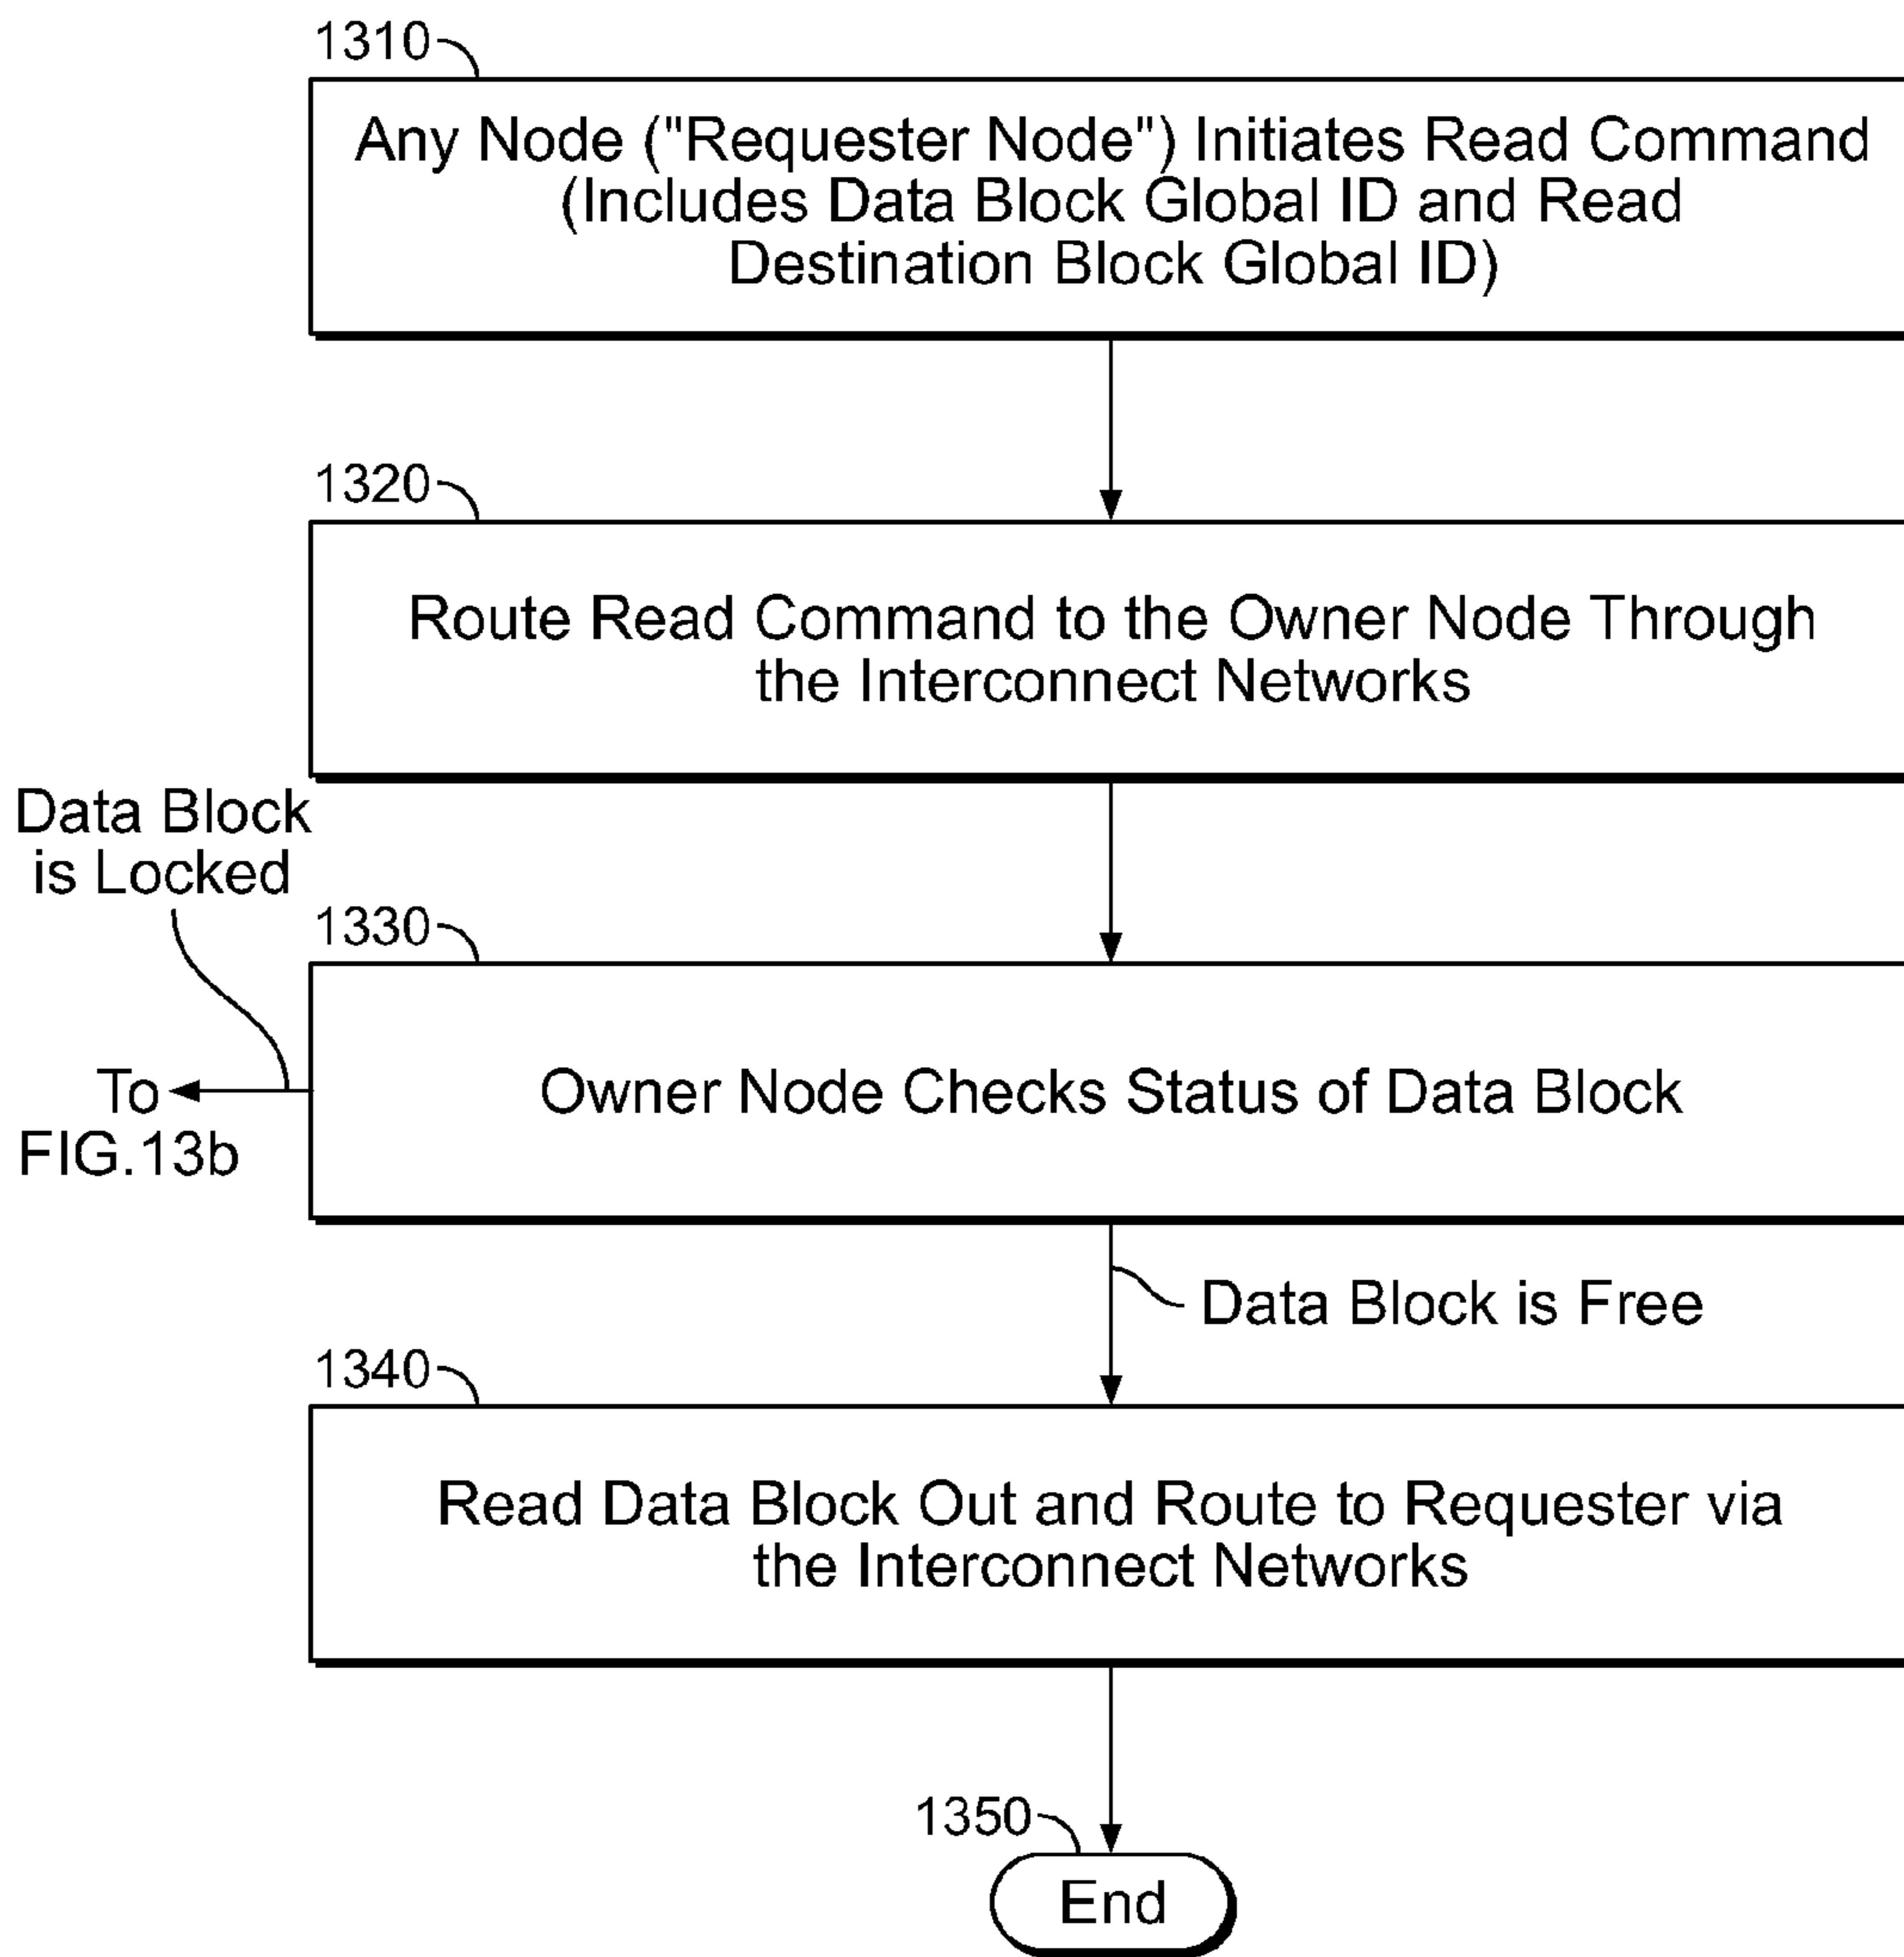 1310
Any Node ("Requester Node") Initiates Read Command
(Includes Data Block Global ID and Read
Destination Block Global ID)
1320
Route Read Command to the Owner Node Through
the Interconnect Networks
Data Block
is Locked
1330
To
FIG.13b
Owner Node Checks Status of Data Block
Data Block is Free
1340
Read Data Block Out and Route to Requester via
the Interconnect Networks
1350
End